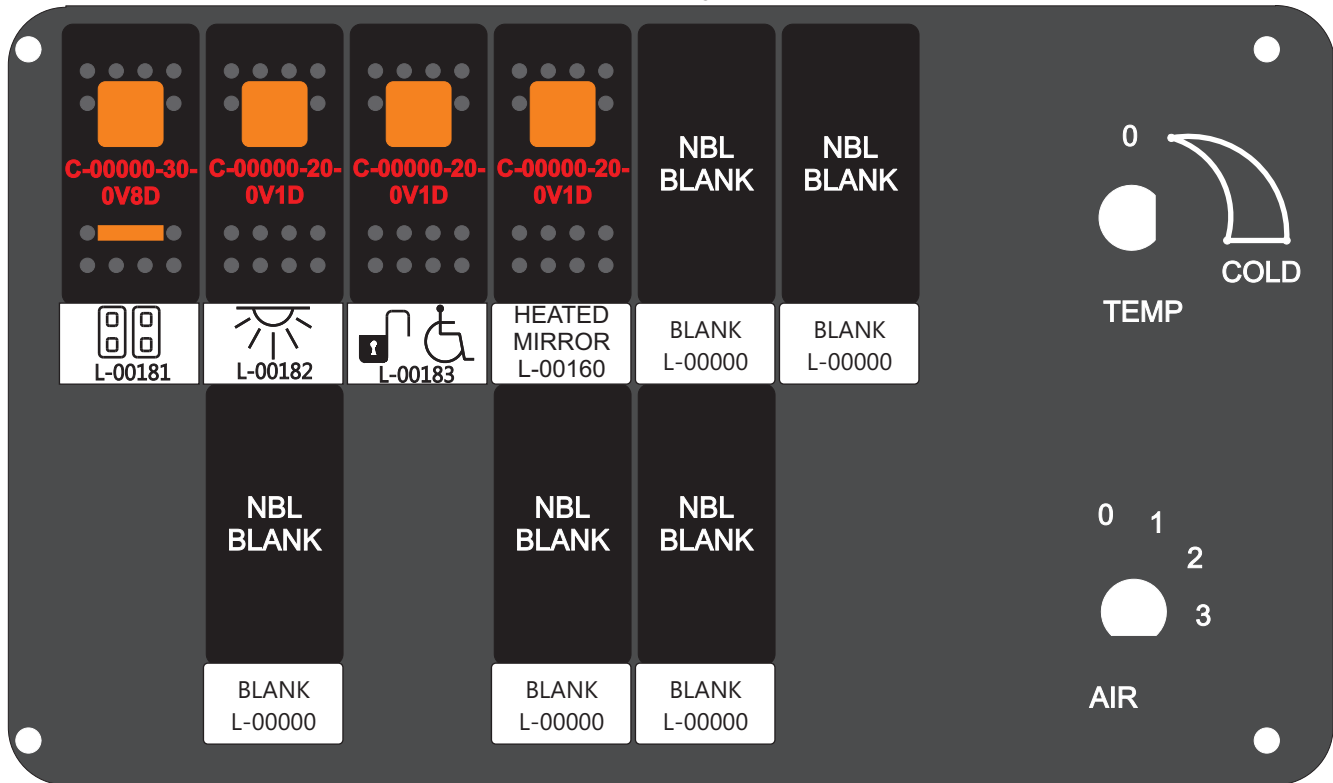 C-00000-30-
0V8D
C-00000-20-
0V1D
C-00000-20-
0V1D
C-00000-20-
0V1D
NBL
BLANK
NBL
BLANK
L-00181
L-00182
L-00183
HEATED
MIRROR
L-00160
BLANK
L-00000
BLANK
L-00000
0
COLD
TEMP
NBL
BLANK
NBL
BLANK
NBL
BLANK
BLANK
L-00000
BLANK
L-00000
BLANK
L-00000
0
1
2
3
AIR